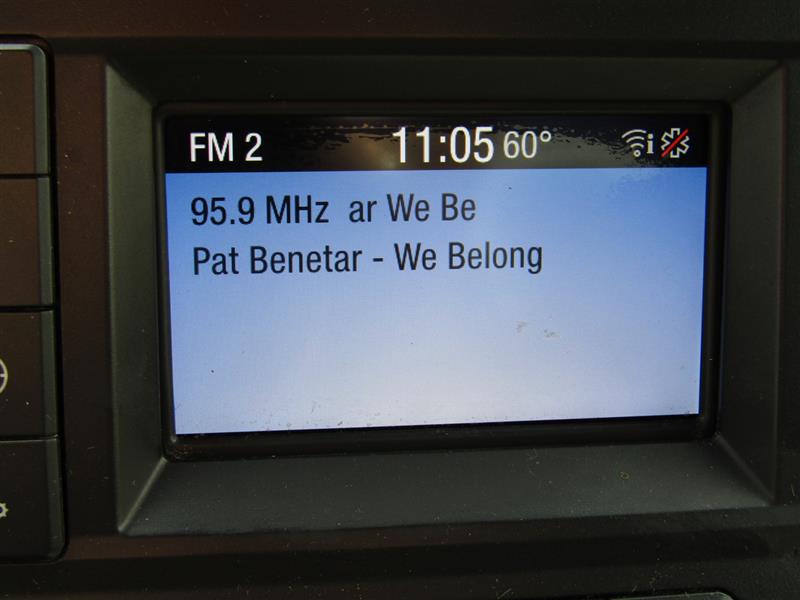 FM 2 11:05 60° i
95.9 MHz ar We Be
Pat Benetar - We Belong